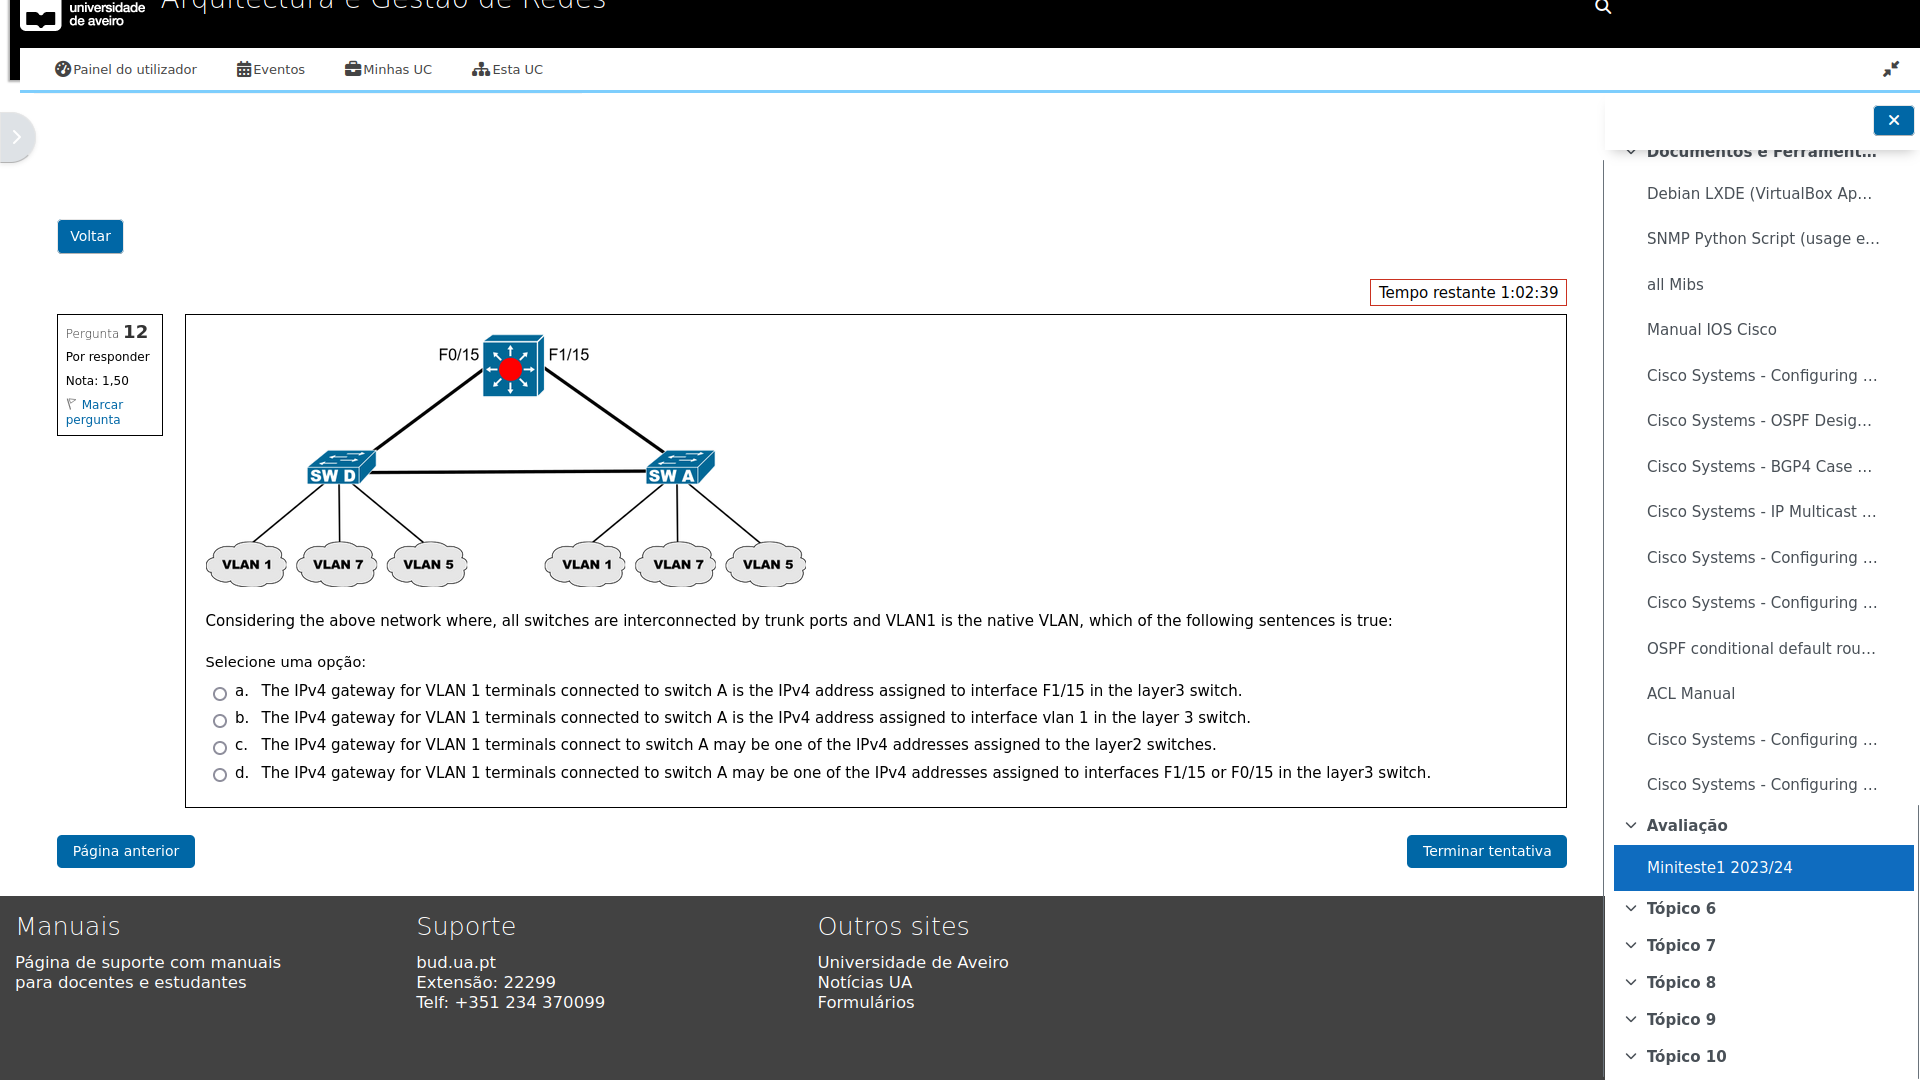 Arquitectura e Gestão de Redes
universidade
de aveiro
Painel do utilizador
Eventos
Minhas UC
Esta UC
Voltar
Tempo restante 1:02:39
Pergunta 12
Por responder
Nota: 1,50
Marcar
pergunta
F0/15
F1/15
SW D
SW A
VLAN 1
VLAN 7
VLAN 5
VLAN 1
VLAN 7
VLAN 5
Considering the above network where, all switches are interconnected by trunk ports and VLAN1 is the native VLAN, which of the following sentences is true:
Selecione uma opção:
a. The IPv4 gateway for VLAN 1 terminals connected to switch A is the IPv4 address assigned to interface F1/15 in the layer3 switch.
b. The IPv4 gateway for VLAN 1 terminals connected to switch A is the IPv4 address assigned to interface vlan 1 in the layer 3 switch.
c. The IPv4 gateway for VLAN 1 terminals connect to switch A may be one of the IPv4 addresses assigned to the layer2 switches.
d. The IPv4 gateway for VLAN 1 terminals connected to switch A may be one of the IPv4 addresses assigned to interfaces F1/15 or F0/15 in the layer3 switch.
Página anterior
Terminar tentativa
Manuais
Página de suporte com manuais
para docentes e estudantes
Suporte
bud.ua.pt
Extensão: 22299
Telf: +351 234 370099
Outros sites
Universidade de Aveiro
Notícias UA
Formulários
Documentos e Ferrament...
Debian LXDE (VirtualBox Ap...
SNMP Python Script (usage e...
all Mibs
Manual IOS Cisco
Cisco Systems - Configuring ...
Cisco Systems - OSPF Desig...
Cisco Systems - BGP4 Case ...
Cisco Systems - IP Multicast ...
Cisco Systems - Configuring ...
Cisco Systems - Configuring ...
OSPF conditional default rou...
ACL Manual
Cisco Systems - Configuring ...
Cisco Systems - Configuring ...
Avaliação
Miniteste1 2023/24
Tópico 6
Tópico 7
Tópico 8
Tópico 9
Tópico 10